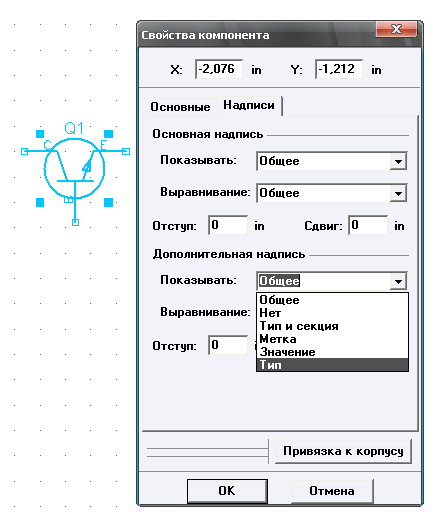 Свойства компонента
X: -2,076 in Y: -1,212 in
Основные Надписи
Q1
C E
Основная надпись
Показывать: Общее
Выравнивание: Общее
Отступ: 0 in Сдвиг: 0 in
Дополнительная надпись
Показывать: Общее
Общее
Нет
Выравнивание: Тип и секция
Метка
Отступ: 0 Значение
Тип
Привязка к корпусу
OK Отмена